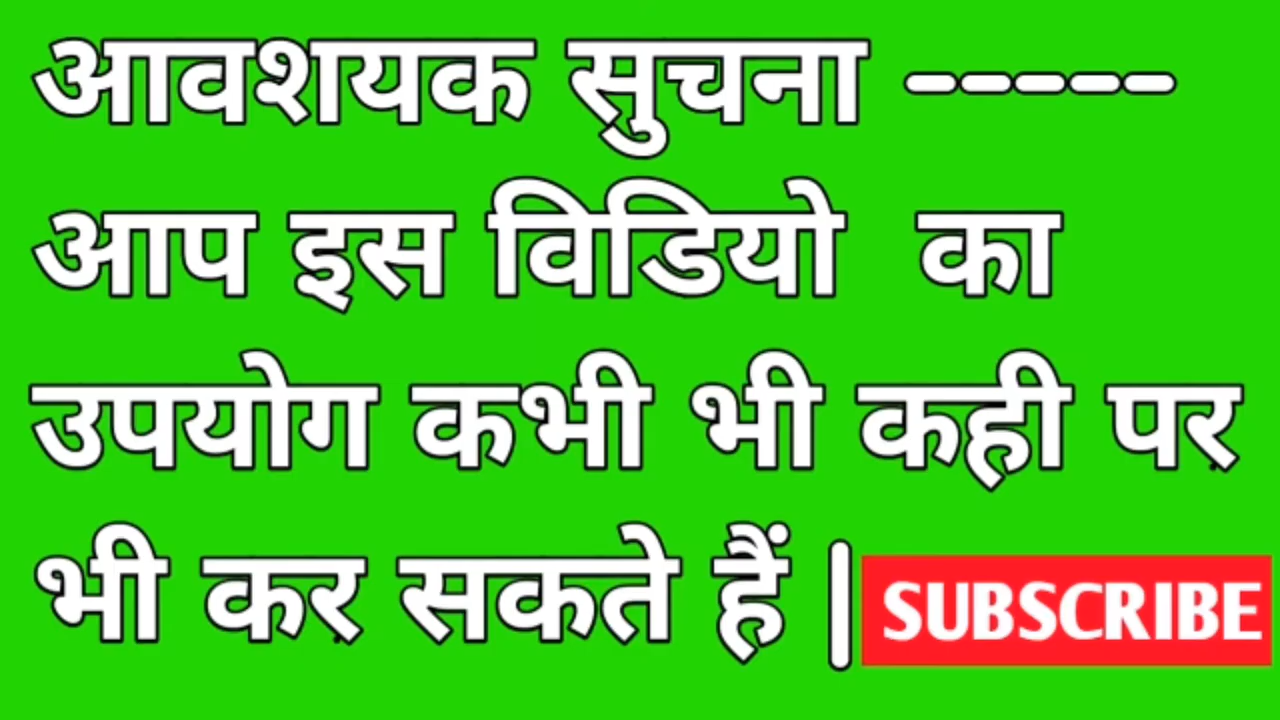 आवशयक सुचना -----
आप इस विडियो का
उपयोग कभी भी कही पर
भी कर सकते हैं | SUBSCRIBE